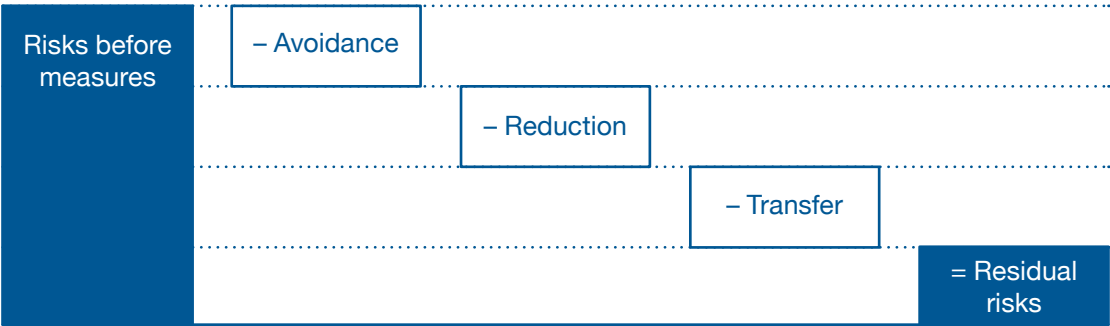 Risks before
measures
– Avoidance
– Reduction
– Transfer
= Residual
risks